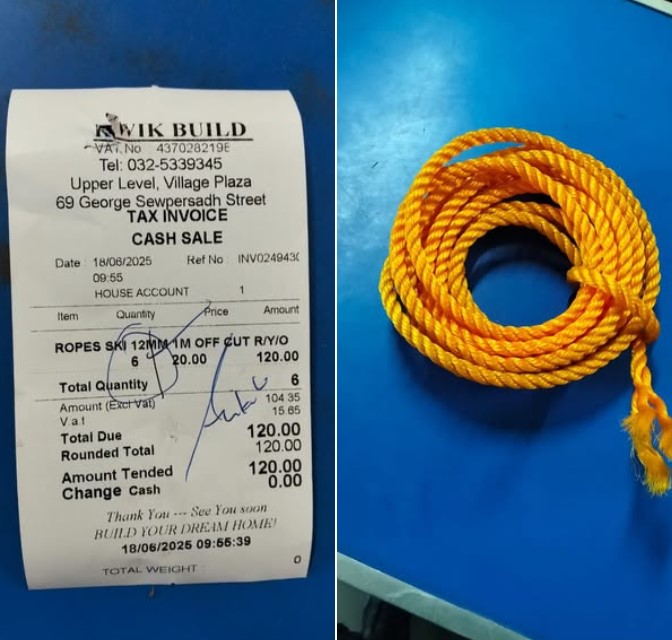 KWIK BUILD
VAT.No 437028219E
Tel: 032-5339345
Upper Level, Village Plaza
69 George Sewpersadh Street
TAX INVOICE
CASH SALE
Date : 18/06/2025 Ref No : INV0249430
09:55
HOUSE ACCOUNT 1
Item Quantity Price Amount
ROPES SKI 12MM 1M OFF CUT R/Y/O
6 20.00 120.00
Total Quantity 6
Amount (Excl Vat) 104.35
V.a.t 15.65
Total Due 120.00
Rounded Total 120.00
Amount Tended 120.00
Change Cash 0.00
Thank You --- See You soon
BUILD YOUR DREAM HOME!
18/06/2025 09:55:39
TOTAL WEIGHT : 0